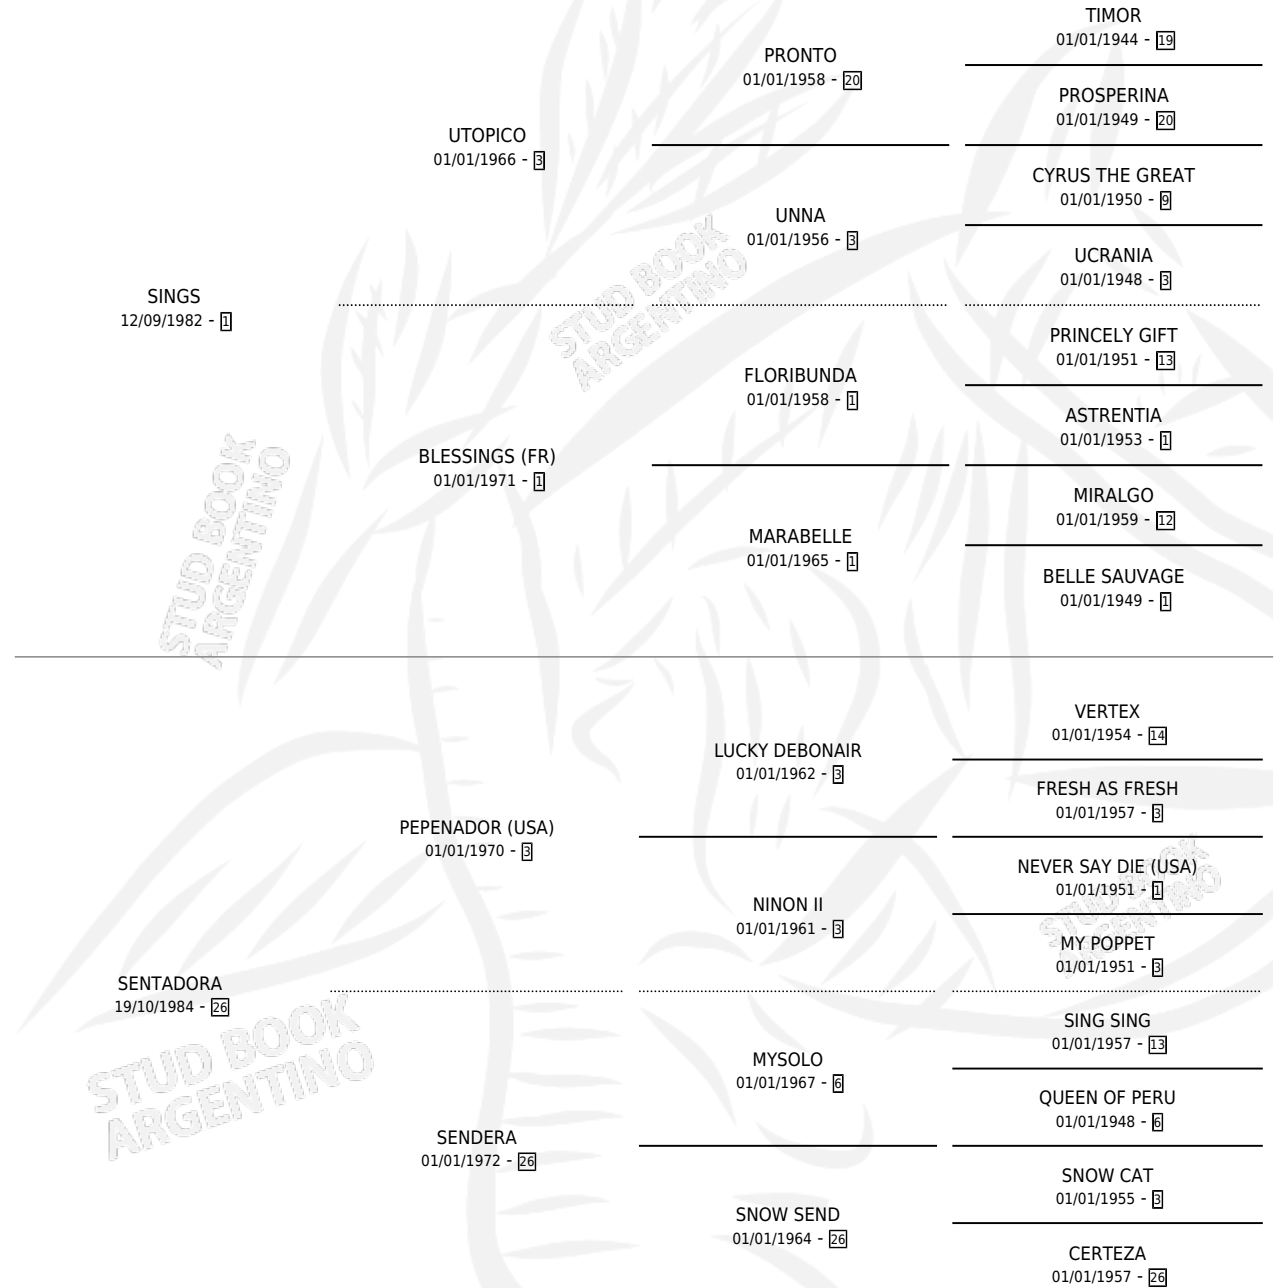 TIMOR
01/01/1944 - 19
PRONTO
01/01/1958 - 20
PROSPERINA
01/01/1949 - 20
UTOPICO
01/01/1966 - 3
CYRUS THE GREAT
01/01/1950 - 9
UNNA
01/01/1956 - 3
UCRANIA
01/01/1948 - 3
SINGS
12/09/1982 - 1
PRINCELY GIFT
01/01/1951 - 13
FLORIBUNDA
01/01/1958 - 1
ASTRENTIA
01/01/1953 - 1
BLESSINGS (FR)
01/01/1971 - 1
MIRALGO
01/01/1959 - 12
MARABELLE
01/01/1965 - 1
BELLE SAUVAGE
01/01/1949 - 1
VERTEX
01/01/1954 - 14
LUCKY DEBONAIR
01/01/1962 - 3
FRESH AS FRESH
01/01/1957 - 3
PEPENADOR (USA)
01/01/1970 - 3
NEVER SAY DIE (USA)
01/01/1951 - 1
NINON II
01/01/1961 - 3
MY POPPET
01/01/1951 - 3
SENTADORA
19/10/1984 - 26
SING SING
01/01/1957 - 13
MYSOLO
01/01/1967 - 6
QUEEN OF PERU
01/01/1948 - 6
SENDERA
01/01/1972 - 26
SNOW CAT
01/01/1955 - 3
SNOW SEND
01/01/1964 - 26
CERTEZA
01/01/1957 - 26
STUD BOOK
ARGENTINO
STUD BOOK
ARGENTINO
STUD BOOK
ARGENTINO
STUD BOOK
ARGENTINO